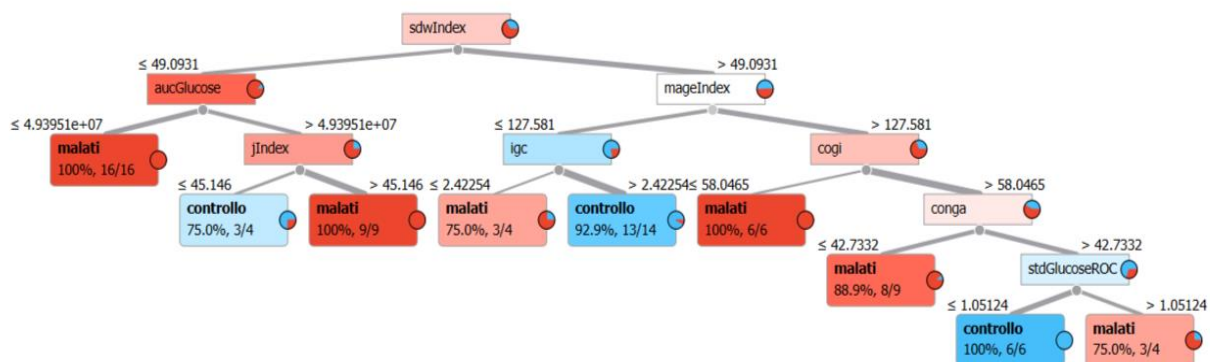 sdwIndex
≤ 49.0931
> 49.0931
aucGlucose
mageIndex
≤ 4.93951e+07
> 4.93951e+07
≤ 127.581
> 127.581
malati
100%, 16/16
jIndex
igc
cogi
≤ 45.146
> 45.146
≤ 2.42254
> 2.42254
≤ 58.0465
> 58.0465
controllo
75.0%, 3/4
malati
100%, 9/9
malati
75.0%, 3/4
controllo
92.9%, 13/14
malati
100%, 6/6
conga
≤ 42.7332
> 42.7332
malati
88.9%, 8/9
stdGlucoseROC
≤ 1.05124
> 1.05124
controllo
100%, 6/6
malati
75.0%, 3/4